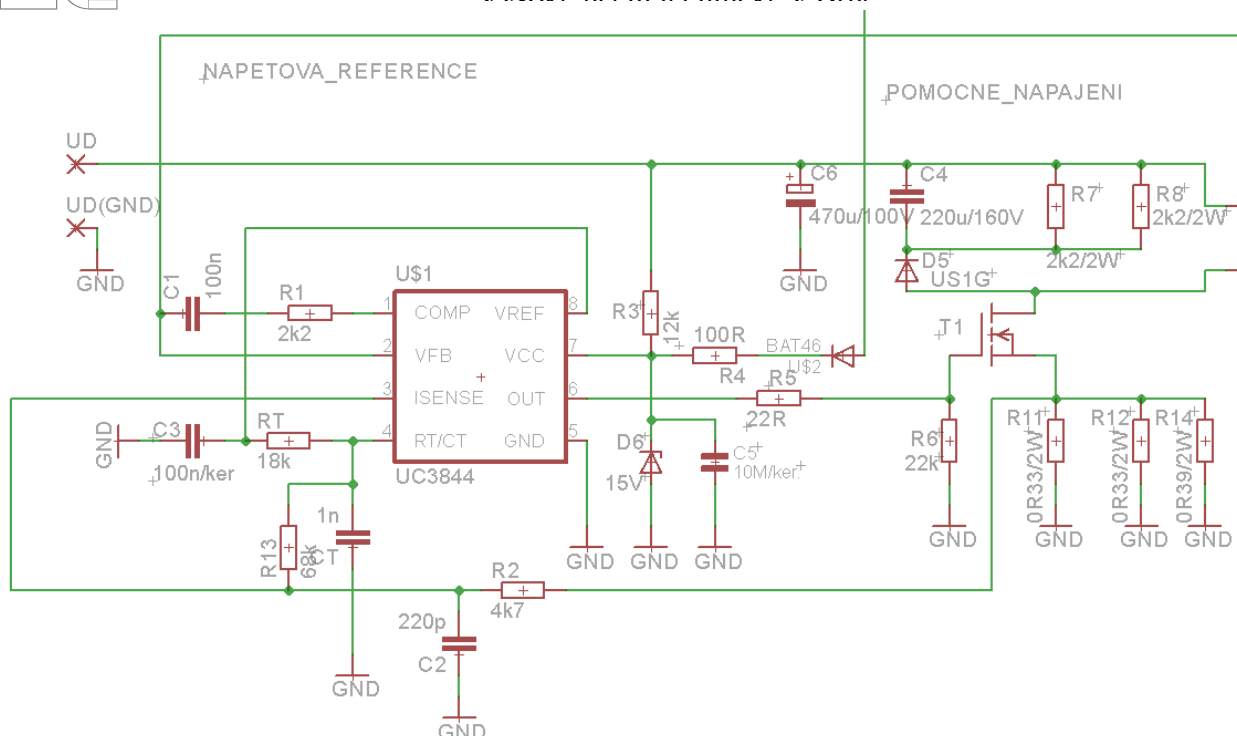 NAPETOVA_REFERENCE
POMOCNE_NAPAJENI
UD
UD(GND)
GND
C1
100n
R1
2k2
U$1
COMP
VREF
VFB
VCC
ISENSE
OUT
RT/CT
GND
1
2
3
4
8
7
6
5
UC3844
GND
C3
100n/ker
RT
18k
R13
68k
1n
CT
GND
220p
C2
GND
R2
4k7
GND
R3
12k
100R
R4
BAT46
U$2
R5
22R
D6
15V
GND
C5
10M/ker.
GND
C6
470u/100V
GND
C4
220u/160V
D5
US1G
R7
2k2/2W
R8
2k2/2W
T1
R6
22k
GND
R11
0R33/2W
GND
R12
0R33/2W
GND
R14
0R39/2W
GND